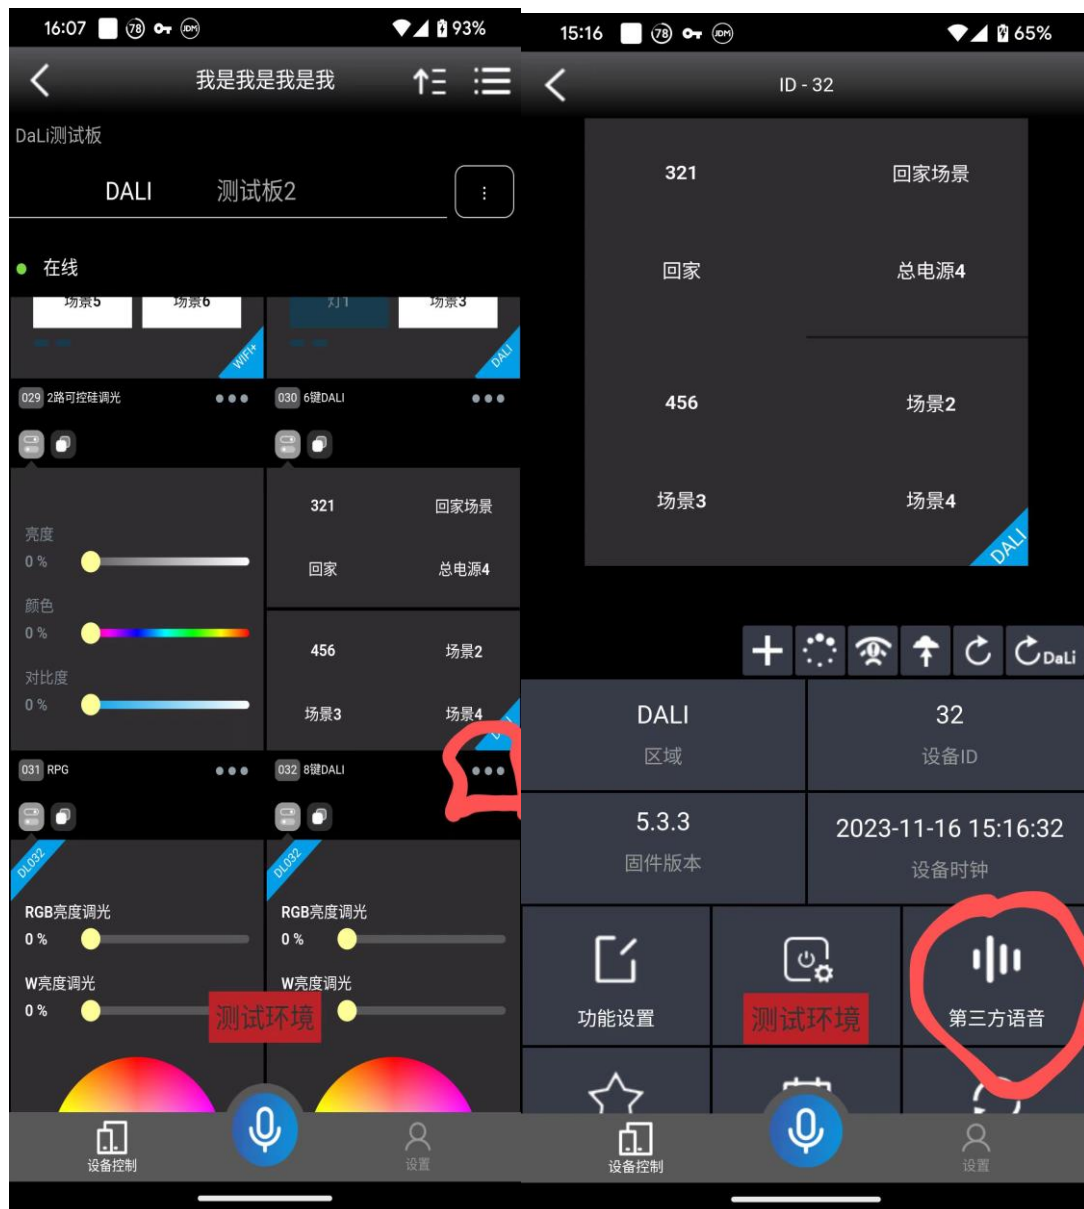 16:07 78 JDM 93%
我是我是我是我
DaLi测试板
DALI 测试板2
在线
场景5 场景6 灯1 场景3
WIFI+ DALI
029 2路可控硅调光 030 6键DALI
亮度
0 %
颜色
0 %
对比度
0 %
321 回家场景
回家 总电源4
456 场景2
场景3 场景4
DALI
031 RPG 032 8键DALI
DL032 DL032
RGB亮度调光 RGB亮度调光
0 % 0 %
W亮度调光 W亮度调光
0 %
测试环境
设备控制 设置
15:16 78 JDM 65%
ID - 32
321 回家场景
回家 总电源4
456 场景2
场景3 场景4
DALI
DaLi
DALI 32
区域 设备ID
5.3.3 2023-11-16 15:16:32
固件版本 设备时钟
功能设置 测试环境 第三方语音
设备控制 设置